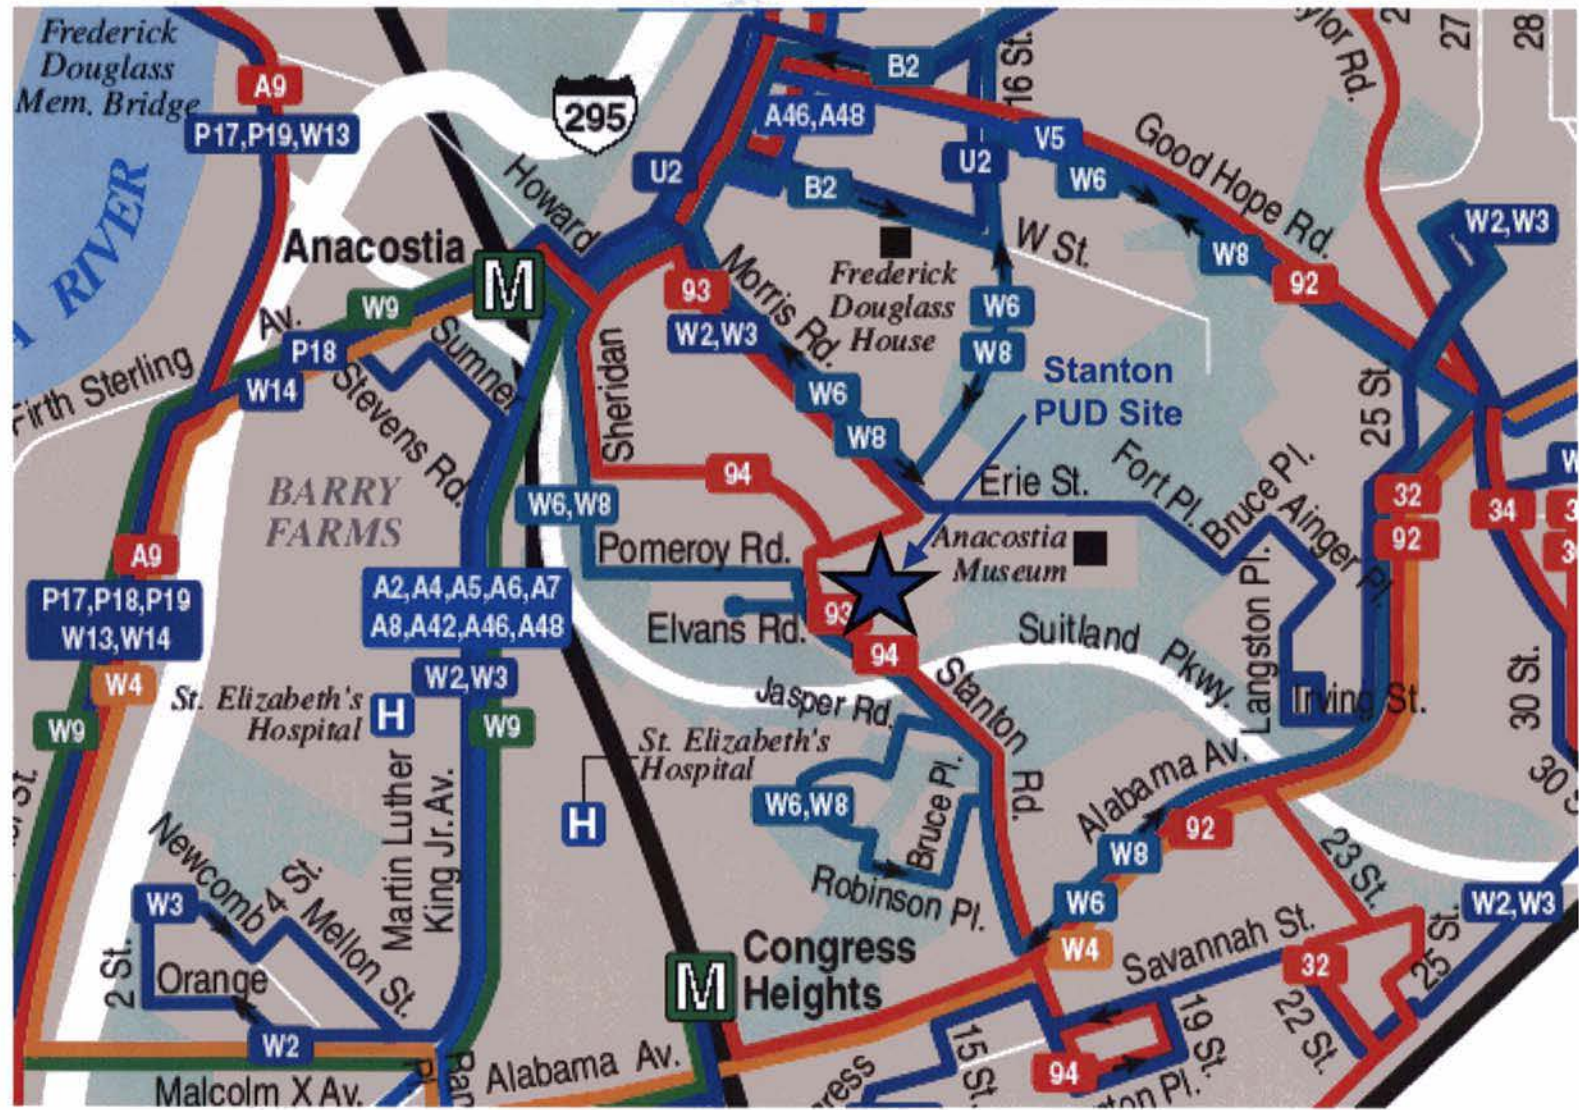 Frederick
Douglass
Mem. Bridge
A9
P17,P19,W13
RIVER
295
Howard
U2
B2
A46,A48
B2
U2
16 St.
V5
W6
Good Hope Rd.
W8
92
27
28
W2,W3
Anacostia
M
W9
Av.
P18
W14
Firth Sterling
Sumner
Stevens Rd.
93
W2,W3
Morris Rd.
Frederick
Douglass
House
W St.
W6
W8
W6
W8
Stanton
PUD Site
Sheridan
94
BARRY
FARMS
W6,W8
Pomeroy Rd.
Erie St.
Fort Pl.
Bruce Pl.
Ainger Pl.
25 St.
32
92
34
Anacostia
Museum
A9
P17,P18,P19
W13,W14
W4
W9
A2,A4,A5,A6,A7
A8,A42,A46,A48
W2,W3
W9
Elvans Rd.
93
94
Suitland Pkwy.
Langston Pl.
Irving St.
30 St.
St. Elizabeth's
Hospital
H
St. Elizabeth's
Hospital
H
Jasper Rd.
Stanton Rd.
W6,W8
Bruce Pl.
Robinson Pl.
Alabama Av.
92
W8
W6
W4
23 St.
Martin Luther
King Jr.Av.
Newcomb
4 St.
Mellon St.
W3
2 St.
Orange
W2
Malcolm X Av.
Alabama Av.
M
Congress
Heights
Savannah St.
32
25 St.
W2,W3
22 St.
19 St.
15 St.
94